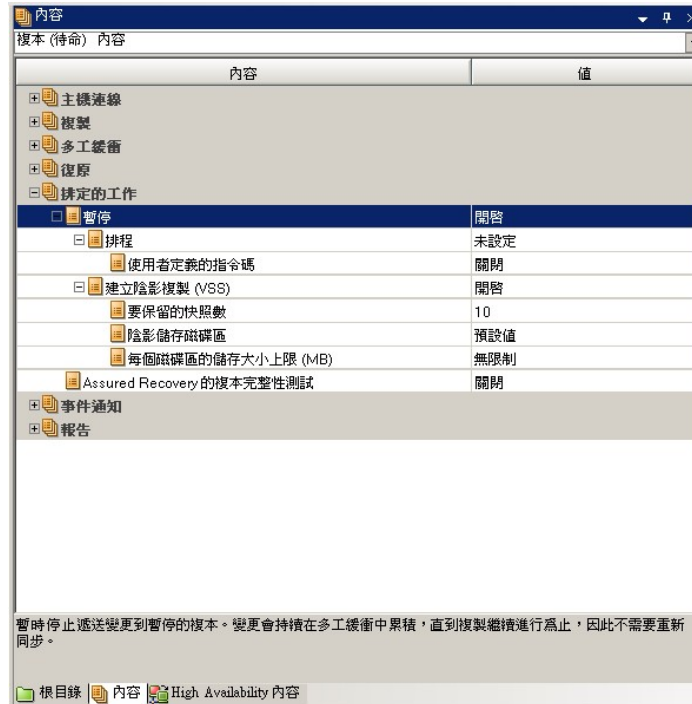 內容
複本 (待命) 內容
內容 值
主機連線
複製
多工緩衝
復原
排定的工作
暫停 開啓
排程 未設定
使用者定義的指令碼 關閉
建立陰影複製 (VSS) 開啓
要保留的快照數 10
陰影儲存磁碟區 預設值
每個磁碟區的儲存大小上限 (MB) 無限制
Assured Recovery 的複本完整性測試 關閉
事件通知
報告
暫時停止遞送變更到暫停的複本。變更會持續在多工緩衝中累積,直到複製繼續進行爲止,因此不需要重新
同步。
根目錄 內容 High Availability 內容